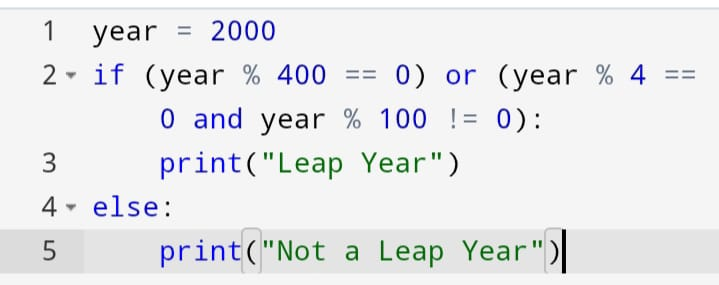 1 year = 2000
2 if (year % 400 == 0) or (year % 4 ==
0 and year % 100 != 0):
3 print("Leap Year")
4 else:
5 print("Not a Leap Year")